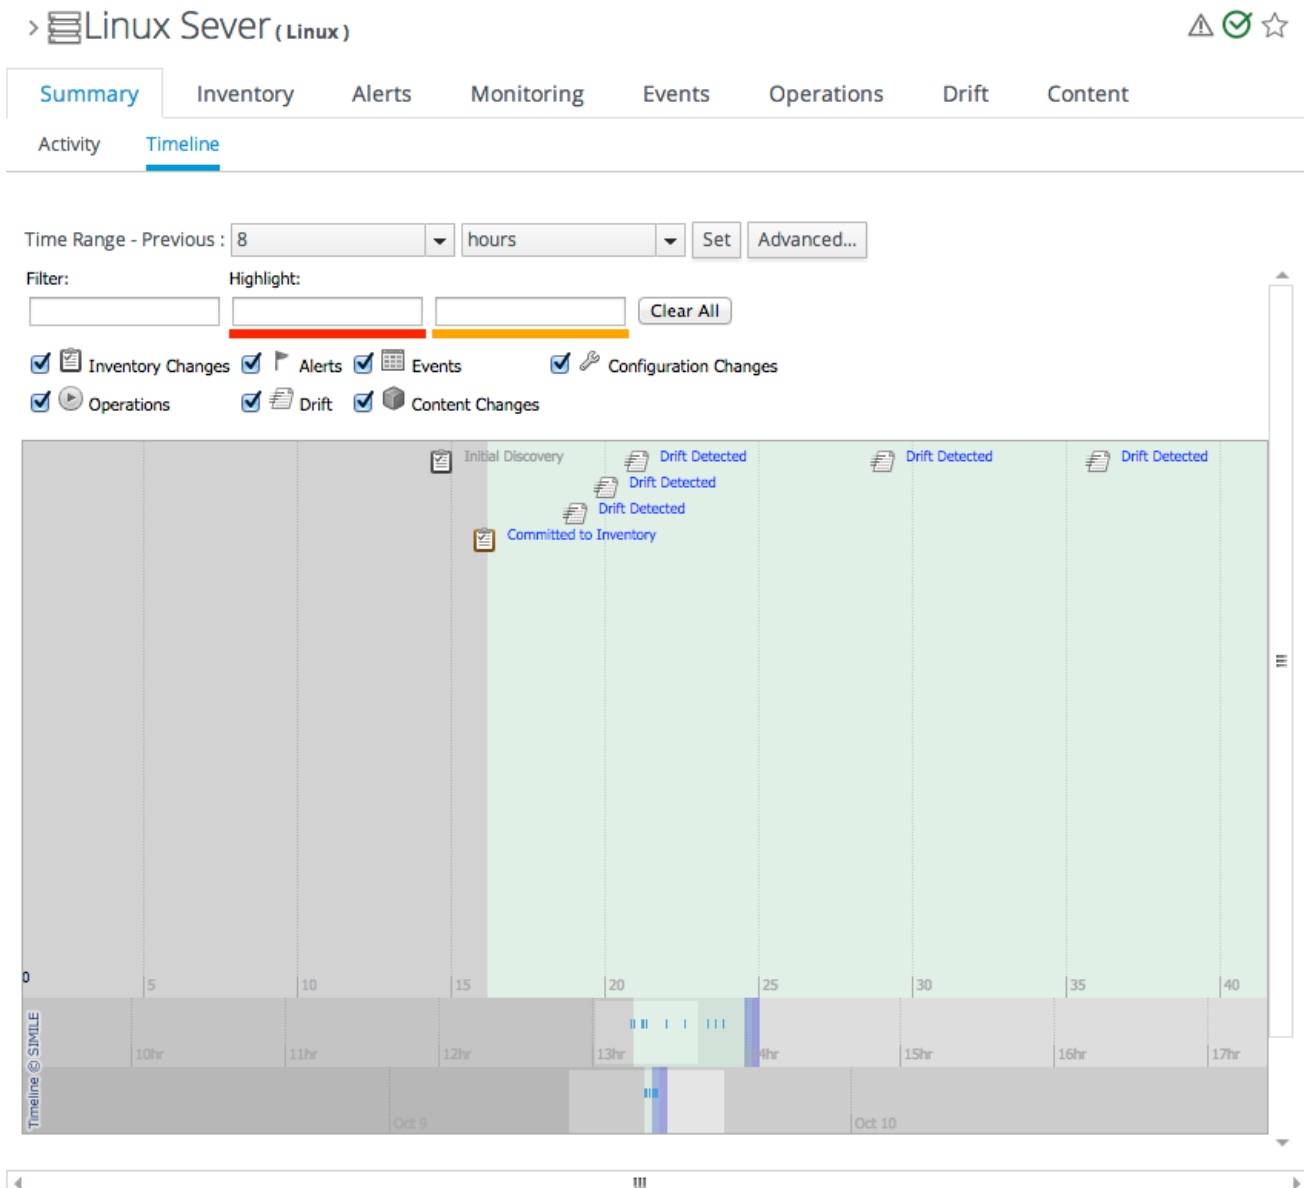 Linux Sever ( Linux )
Summary Inventory Alerts Monitoring Events Operations Drift Content
Activity Timeline
Time Range - Previous : 8 hours Set Advanced...
Filter: Highlight:
Clear All
Inventory Changes Alerts Events Configuration Changes
Operations Drift Content Changes
Initial Discovery Drift Detected Drift Detected Drift Detected
Drift Detected
Drift Detected
Committed to Inventory
0
5 10 15 20 25 30 35 40
10hr 11hr 12hr 13hr 4hr 15hr 16hr 17hr
Oct 9 Oct 10
Timeline © SIMILE